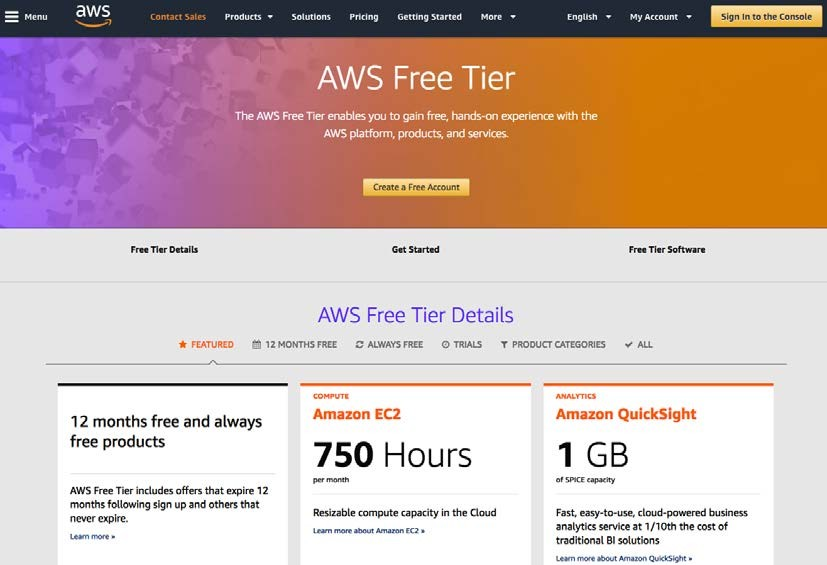 Menu
aws
Contact Sales
Products
Solutions
Pricing
Getting Started
More
English
My Account
Sign In to the Console
AWS Free Tier
The AWS Free Tier enables you to gain free, hands-on experience with the
AWS platform, products, and services.
Create a Free Account
Free Tier Details
Get Started
Free Tier Software
AWS Free Tier Details
FEATURED
12 MONTHS FREE
ALWAYS FREE
TRIALS
PRODUCT CATEGORIES
ALL
12 months free and always
free products
AWS Free Tier includes offers that expire 12
months following sign up and others that
never expire.
Learn more »
COMPUTE
Amazon EC2
750 Hours
per month
Resizable compute capacity in the Cloud
Learn more about Amazon EC2 »
ANALYTICS
Amazon QuickSight
1 GB
of SPICE capacity
Fast, easy-to-use, cloud-powered business
analytics service at 1/10th the cost of
traditional BI solutions
Learn more about Amazon QuickSight »